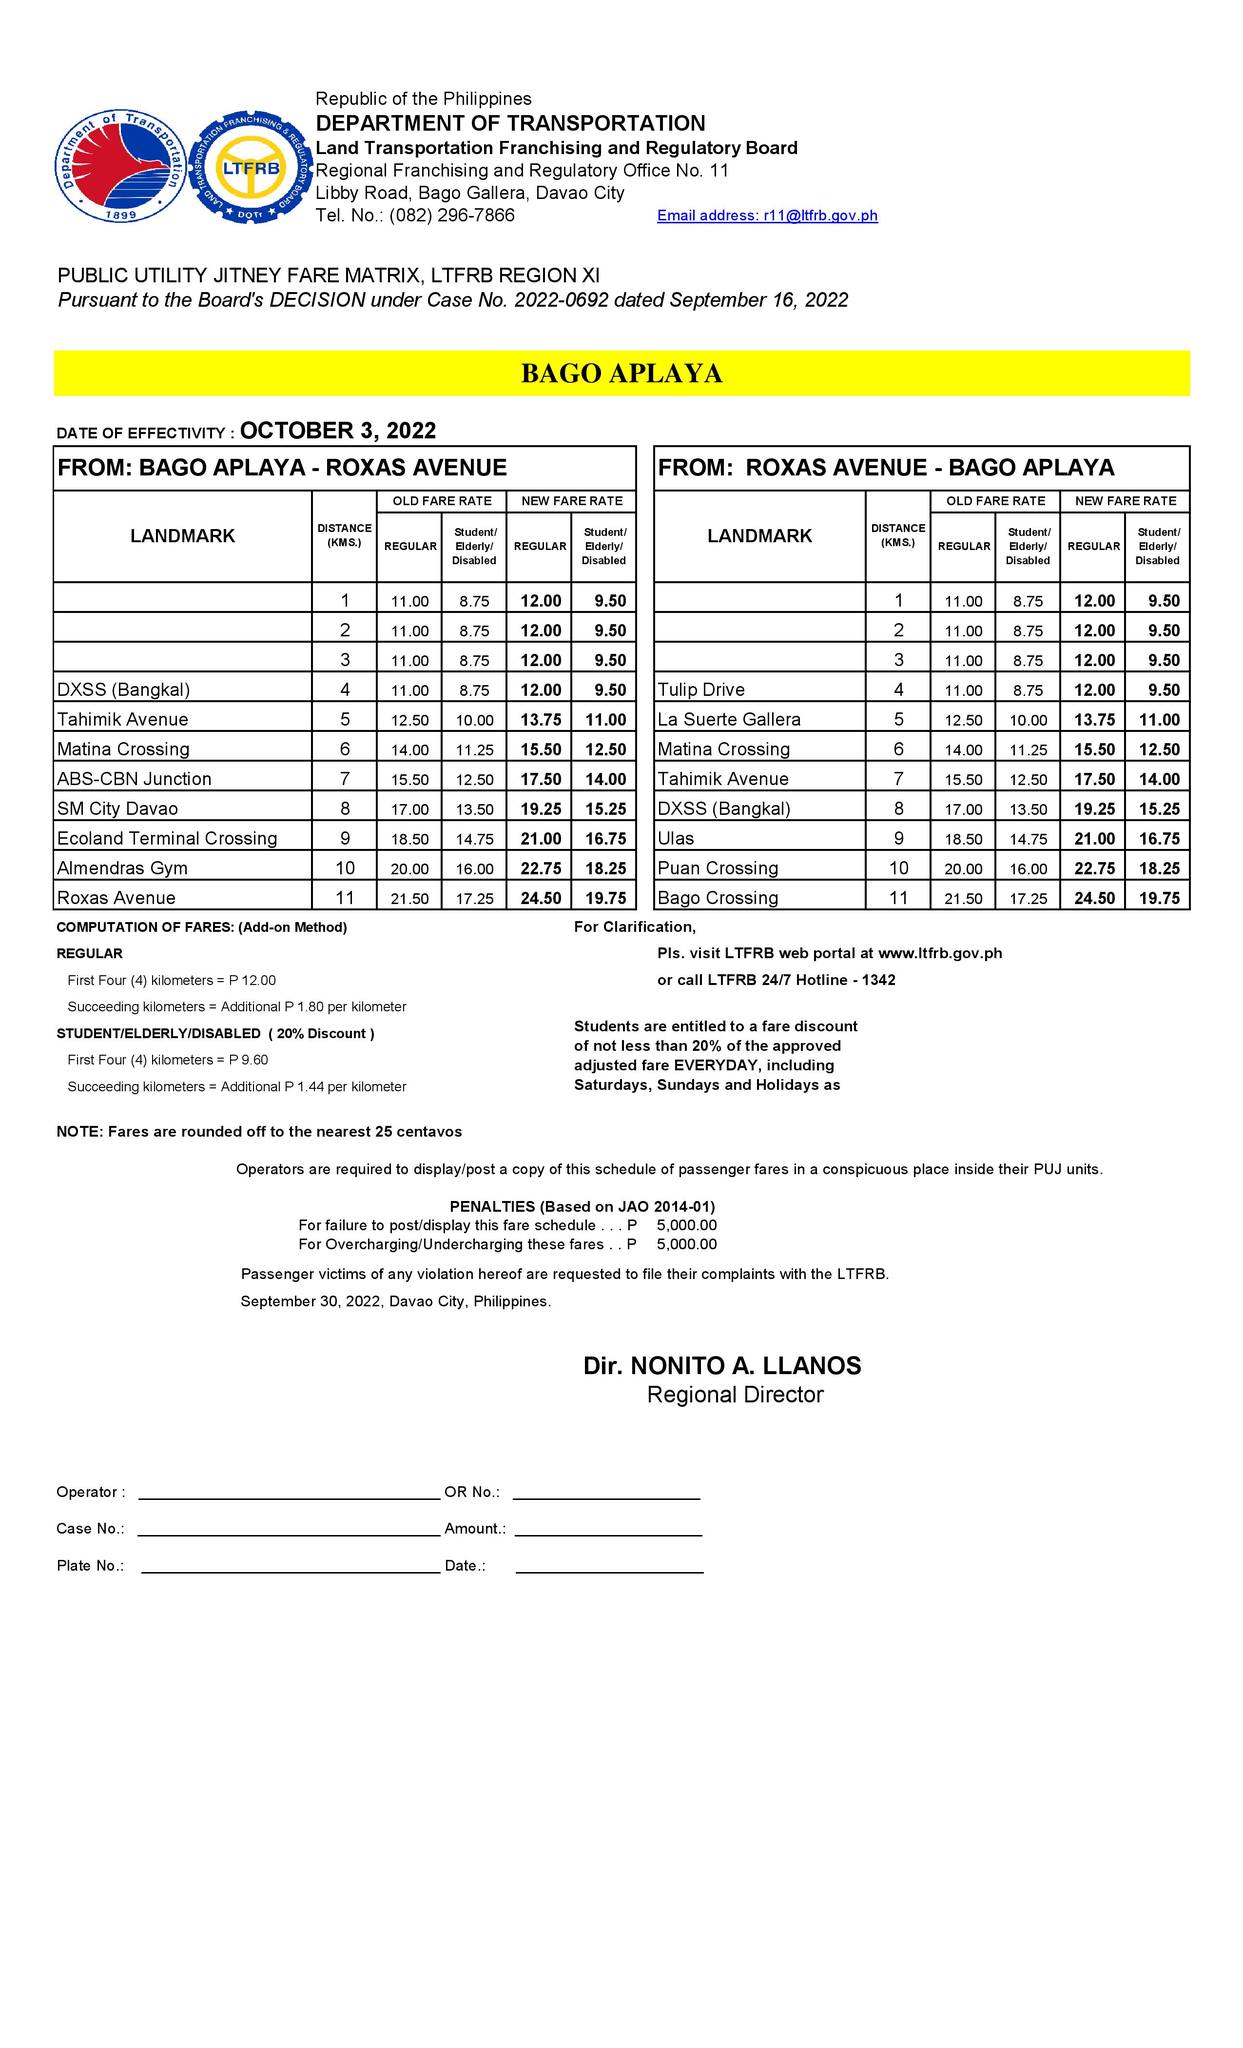 Department of Transportation
1899
LAND TRANSPORTATION FRANCHISING & REGULATORY BOARD
LTFRB
DOTr
Republic of the Philippines
DEPARTMENT OF TRANSPORTATION
Land Transportation Franchising and Regulatory Board
Regional Franchising and Regulatory Office No. 11
Libby Road, Bago Gallera, Davao City
Tel. No.: (082) 296-7866 Email address: r11@ltfrb.gov.ph
PUBLIC UTILITY JITNEY FARE MATRIX, LTFRB REGION XI
Pursuant to the Board's DECISION under Case No. 2022-0692 dated September 16, 2022
BAGO APLAYA
DATE OF EFFECTIVITY : OCTOBER 3, 2022
FROM: BAGO APLAYA - ROXAS AVENUE
LANDMARK DISTANCE (KMS.) OLD FARE RATE NEW FARE RATE
REGULAR Student/ Elderly/ Disabled REGULAR Student/ Elderly/ Disabled
1 11.00 8.75 12.00 9.50
2 11.00 8.75 12.00 9.50
3 11.00 8.75 12.00 9.50
DXSS (Bangkal) 4 11.00 8.75 12.00 9.50
Tahimik Avenue 5 12.50 10.00 13.75 11.00
Matina Crossing 6 14.00 11.25 15.50 12.50
ABS-CBN Junction 7 15.50 12.50 17.50 14.00
SM City Davao 8 17.00 13.50 19.25 15.25
Ecoland Terminal Crossing 9 18.50 14.75 21.00 16.75
Almendras Gym 10 20.00 16.00 22.75 18.25
Roxas Avenue 11 21.50 17.25 24.50 19.75
FROM: ROXAS AVENUE - BAGO APLAYA
LANDMARK DISTANCE (KMS.) OLD FARE RATE NEW FARE RATE
REGULAR Student/ Elderly/ Disabled REGULAR Student/ Elderly/ Disabled
1 11.00 8.75 12.00 9.50
2 11.00 8.75 12.00 9.50
3 11.00 8.75 12.00 9.50
Tulip Drive 4 11.00 8.75 12.00 9.50
La Suerte Gallera 5 12.50 10.00 13.75 11.00
Matina Crossing 6 14.00 11.25 15.50 12.50
Tahimik Avenue 7 15.50 12.50 17.50 14.00
DXSS (Bangkal) 8 17.00 13.50 19.25 15.25
Ulas 9 18.50 14.75 21.00 16.75
Puan Crossing 10 20.00 16.00 22.75 18.25
Bago Crossing 11 21.50 17.25 24.50 19.75
COMPUTATION OF FARES: (Add-on Method)
REGULAR
First Four (4) kilometers = P 12.00
Succeeding kilometers = Additional P 1.80 per kilometer
STUDENT/ELDERLY/DISABLED ( 20% Discount )
First Four (4) kilometers = P 9.60
Succeeding kilometers = Additional P 1.44 per kilometer
For Clarification,
Pls. visit LTFRB web portal at www.ltfrb.gov.ph
or call LTFRB 24/7 Hotline - 1342
Students are entitled to a fare discount
of not less than 20% of the approved
adjusted fare EVERYDAY, including
Saturdays, Sundays and Holidays as
NOTE: Fares are rounded off to the nearest 25 centavos
Operators are required to display/post a copy of this schedule of passenger fares in a conspicuous place inside their PUJ units.
PENALTIES (Based on JAO 2014-01)
For failure to post/display this fare schedule . . . P 5,000.00
For Overcharging/Undercharging these fares . . P 5,000.00
Passenger victims of any violation hereof are requested to file their complaints with the LTFRB.
September 30, 2022, Davao City, Philippines.
Dir. NONITO A. LLANOS
Regional Director
Operator : OR No.:
Case No.: Amount.:
Plate No.: Date.: